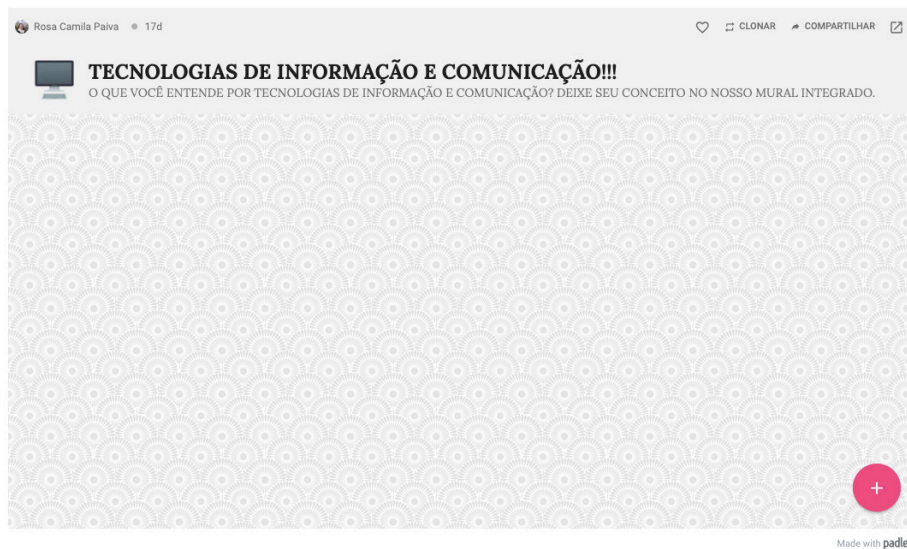 Rosa Camila Paiva • 17d
CLONAR
COMPARTILHAR
TECNOLOGIAS DE INFORMAÇÃO E COMUNICAÇÃO!!!
O QUE VOCÊ ENTENDE POR TECNOLOGIAS DE INFORMAÇÃO E COMUNICAÇÃO? DEIXE SEU CONCEITO NO NOSSO MURAL INTEGRADO.
Made with padle